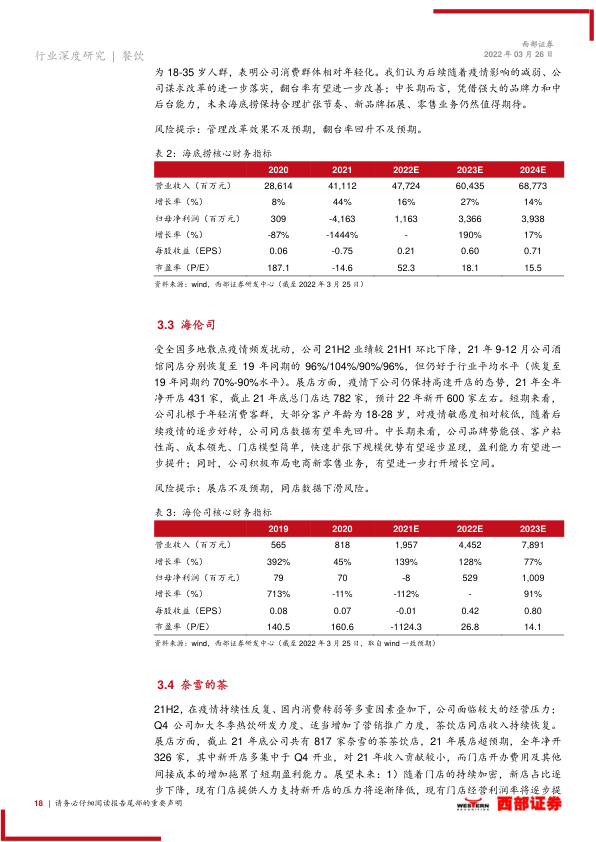 行业深度研究 | 餐饮
西部证券
2022 年 03 月 26 日
为 18-35 岁人群，表明公司消费群体相对年轻化。我们认为后续随着疫情影响的减弱、公
司谋求改革的进一步落实，翻台率有望进一步改善；中长期而言，凭借强大的品牌力和中
后台能力，未来海底捞保持合理扩张节奏、新品牌拓展、零售业务仍然值得期待。
风险提示：管理改革效果不及预期，翻台率回升不及预期。
表 2：海底捞核心财务指标
2020 2021 2022E 2023E 2024E
营业收入（百万元） 28,614 41,112 47,724 60,435 68,773
增长率（%） 8% 44% 16% 27% 14%
归母净利润（百万元） 309 -4,163 1,163 3,366 3,938
增长率（%） -87% -1444% - 190% 17%
每股收益（EPS） 0.06 -0.75 0.21 0.60 0.71
市盈率（P/E） 187.1 -14.6 52.3 18.1 15.5
资料来源：wind，西部证券研发中心（截至 2022 年 3 月 25 日）
3.3 海伦司
受全国多地散点疫情频发扰动，公司 21H2 业绩较 21H1 环比下降，21 年 9-12 月公司酒
馆同店分别恢复至 19 年同期的 96%/104%/90%/96%，但仍好于行业平均水平（恢复至
19 年同期约 70%-90%水平）。展店方面，疫情下公司仍保持高速开店的态势，21 年全年
净开店 431 家，截止 21 年底总门店达 782 家，预计 22 年新开 600 家左右。短期来看，
公司扎根于年轻消费客群，大部分客户年龄为 18-28 岁，对疫情敏感度相对较低，随着后
续疫情的逐步好转，公司同店数据有望率先回升。中长期来看，公司品牌势能强、客户粘
性高、成本领先、门店模型简单，快速扩张下规模优势有望逐步显现，盈利能力有望进一
步提升；同时，公司积极布局电商新零售业务，有望进一步打开增长空间。
风险提示：展店不及预期，同店数据下滑风险。
表 3：海伦司核心财务指标
2019 2020 2021E 2022E 2023E
营业收入（百万元） 565 818 1,957 4,452 7,891
增长率（%） 392% 45% 139% 128% 77%
归母净利润（百万元） 79 70 -8 529 1,009
增长率（%） 713% -11% -112% - 91%
每股收益（EPS） 0.08 0.07 -0.01 0.42 0.80
市盈率（P/E） 140.5 160.6 -1124.3 26.8 14.1
资料来源：wind，西部证券研发中心（截至 2022 年 3 月 25 日，取自 wind 一致预期）
3.4 奈雪的茶
21H2，在疫情持续性反复、国内消费转弱等多重因素叠加下，公司面临较大的经营压力；
Q4 公司加大冬季热饮研发力度、适当增加了营销推广力度，茶饮店同店收入持续恢复。
展店方面，截止 21 年底公司共有 817 家奈雪的茶茶饮店，21 年展店超预期，全年净开
326 家，其中新开店多集中于 Q4 开业，对 21 年收入贡献较小，而门店开办费用及其他
间接成本的增加拖累了短期盈利能力。展望未来：1）随着门店的持续加密，新店占比逐
步下降，现有门店提供人力支持新开店的压力将逐渐降低，现有门店经营利润率将逐步提
18 | 请务必仔细阅读报告尾部的重要声明
WESTERN
SECURITIES
西部证券